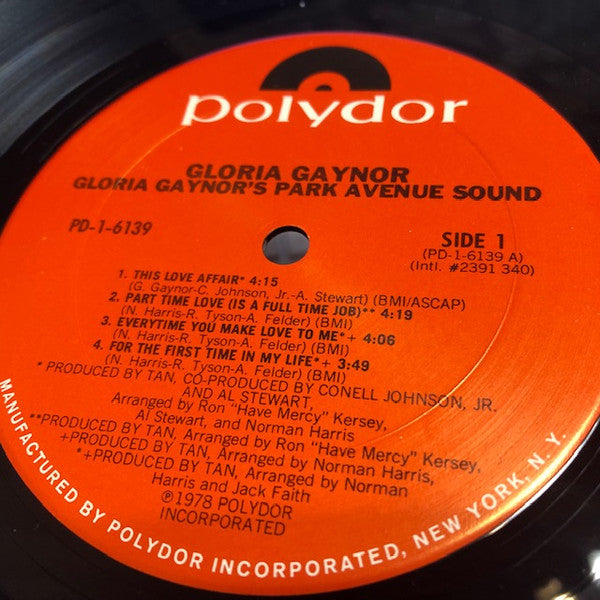 polydor
GLORIA GAYNOR
GLORIA GAYNOR'S PARK AVENUE SOUND
PD-1-6139
SIDE 1
(PD-1-6139 A)
(Intl. #2391 340)
1. THIS LOVE AFFAIR* 4:15
(G. Gaynor-C. Johnson, Jr.-A. Stewart) (BMI/ASCAP)
2. PART TIME LOVE (IS A FULL TIME JOB)** 4:19
(N. Harris-R. Tyson-A. Felder) (BMI)
3. EVERYTIME YOU MAKE LOVE TO ME*+ 4:06
(N. Harris-R. Tyson-A. Felder) (BMI)
4. FOR THE FIRST TIME IN MY LIFE*+ 3:49
(N. Harris-R. Tyson-A. Felder) (BMI)
* PRODUCED BY TAN, CO-PRODUCED BY CONELL JOHNSON, JR.
AND AL STEWART,
Arranged by Ron "Have Mercy" Kersey,
Al Stewart, and Norman Harris
**PRODUCED BY TAN, Arranged by Ron "Have Mercy" Kersey,
+PRODUCED BY TAN, Arranged by Norman Harris,
*+PRODUCED BY TAN, Arranged by Norman
Harris and Jack Faith
℗1978 POLYDOR
INCORPORATED
MANUFACTURED BY POLYDOR INCORPORATED, NEW YORK, N.Y.